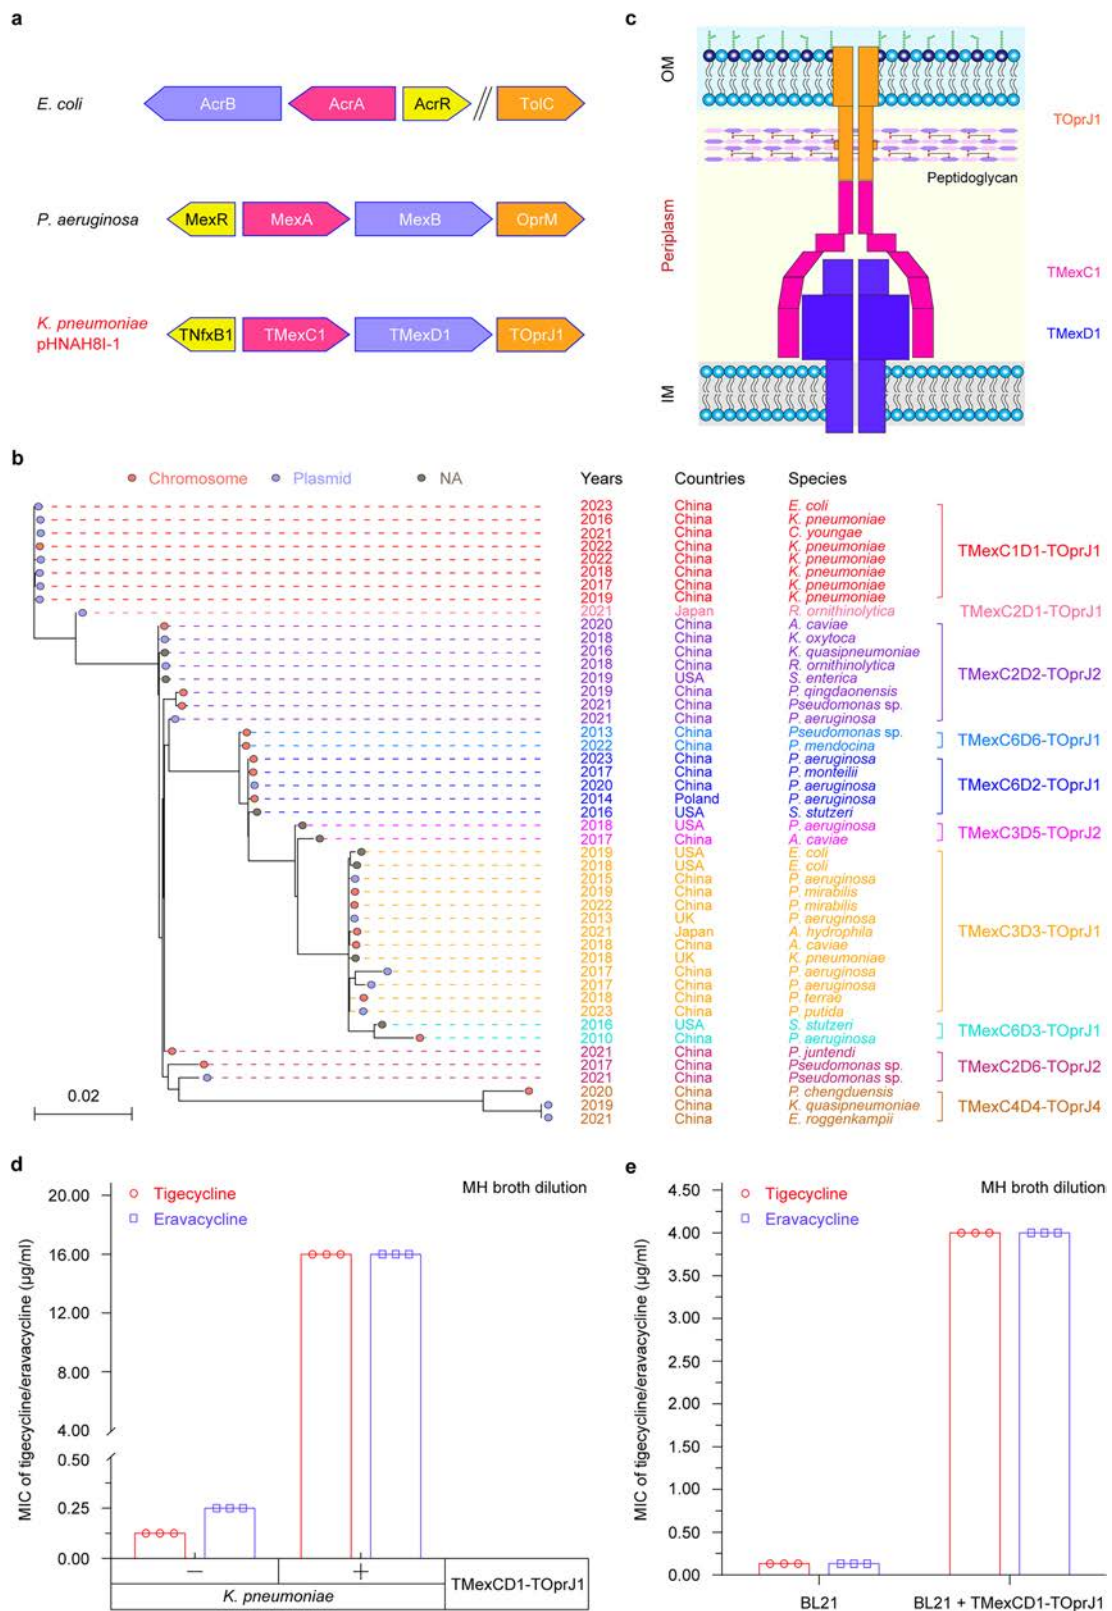 a
E. coli
AcrB
AcrA
AcrR
TolC
P. aeruginosa
MexR
MexA
MexB
OprM
K. pneumoniae
pHNAH8I-1
TNfxB1
TMexC1
TMexD1
TOprJ1
c
OM
Periplasm
IM
Peptidoglycan
TOprJ1
TMexC1
TMexD1
b
Chromosome
Plasmid
NA
Years Countries Species
2023 China E. coli
2016 China K. pneumoniae
2021 China C. youngae
2022 China K. pneumoniae
2022 China K. pneumoniae
2018 China K. pneumoniae
2017 China K. pneumoniae
2019 China K. pneumoniae
TMexC1D1-TOprJ1
2021 Japan R. ornithinolytica
TMexC2D1-TOprJ1
2020 China A. caviae
2018 China K. oxytoca
2016 China K. quasipneumoniae
2018 China R. ornithinolytica
2019 USA S. enterica
2019 China P. qingdaonensis
2021 China Pseudomonas sp.
2021 China P. aeruginosa
TMexC2D2-TOprJ2
2013 China Pseudomonas sp.
2022 China P. mendocina
TMexC6D6-TOprJ1
2023 China P. aeruginosa
2017 China P. monteilii
2020 China P. aeruginosa
2014 Poland P. aeruginosa
2016 USA S. stutzeri
TMexC6D2-TOprJ1
2018 USA P. aeruginosa
2017 China A. caviae
TMexC3D5-TOprJ2
2019 USA E. coli
2018 USA E. coli
2015 China P. aeruginosa
2019 China P. mirabilis
2022 China P. mirabilis
2013 UK P. aeruginosa
2021 Japan A. hydrophila
2018 China A. caviae
2018 UK K. pneumoniae
2017 China P. aeruginosa
2017 China P. aeruginosa
2018 China P. terrae
2023 China P. putida
TMexC3D3-TOprJ1
2016 USA S. stutzeri
2010 China P. aeruginosa
TMexC6D3-TOprJ1
2021 China P. juntendi
2017 China Pseudomonas sp.
2021 China Pseudomonas sp.
TMexC2D6-TOprJ2
2020 China P. chengduensis
2019 China K. quasipneumoniae
2021 China E. roggenkampii
TMexC4D4-TOprJ4
0.02
d
MIC of tigecycline/eravacycline (μg/ml)
20.00
16.00
12.00
8.00
4.00
0.50
0.25
0.00
Tigecycline
Eravacycline
MH broth dilution
− +
K. pneumoniae
TMexCD1-TOprJ1
e
MIC of tigecycline/eravacycline (μg/ml)
4.50
4.00
3.50
3.00
2.50
2.00
1.50
1.00
0.50
0.00
Tigecycline
Eravacycline
MH broth dilution
BL21
BL21 + TMexCD1-TOprJ1